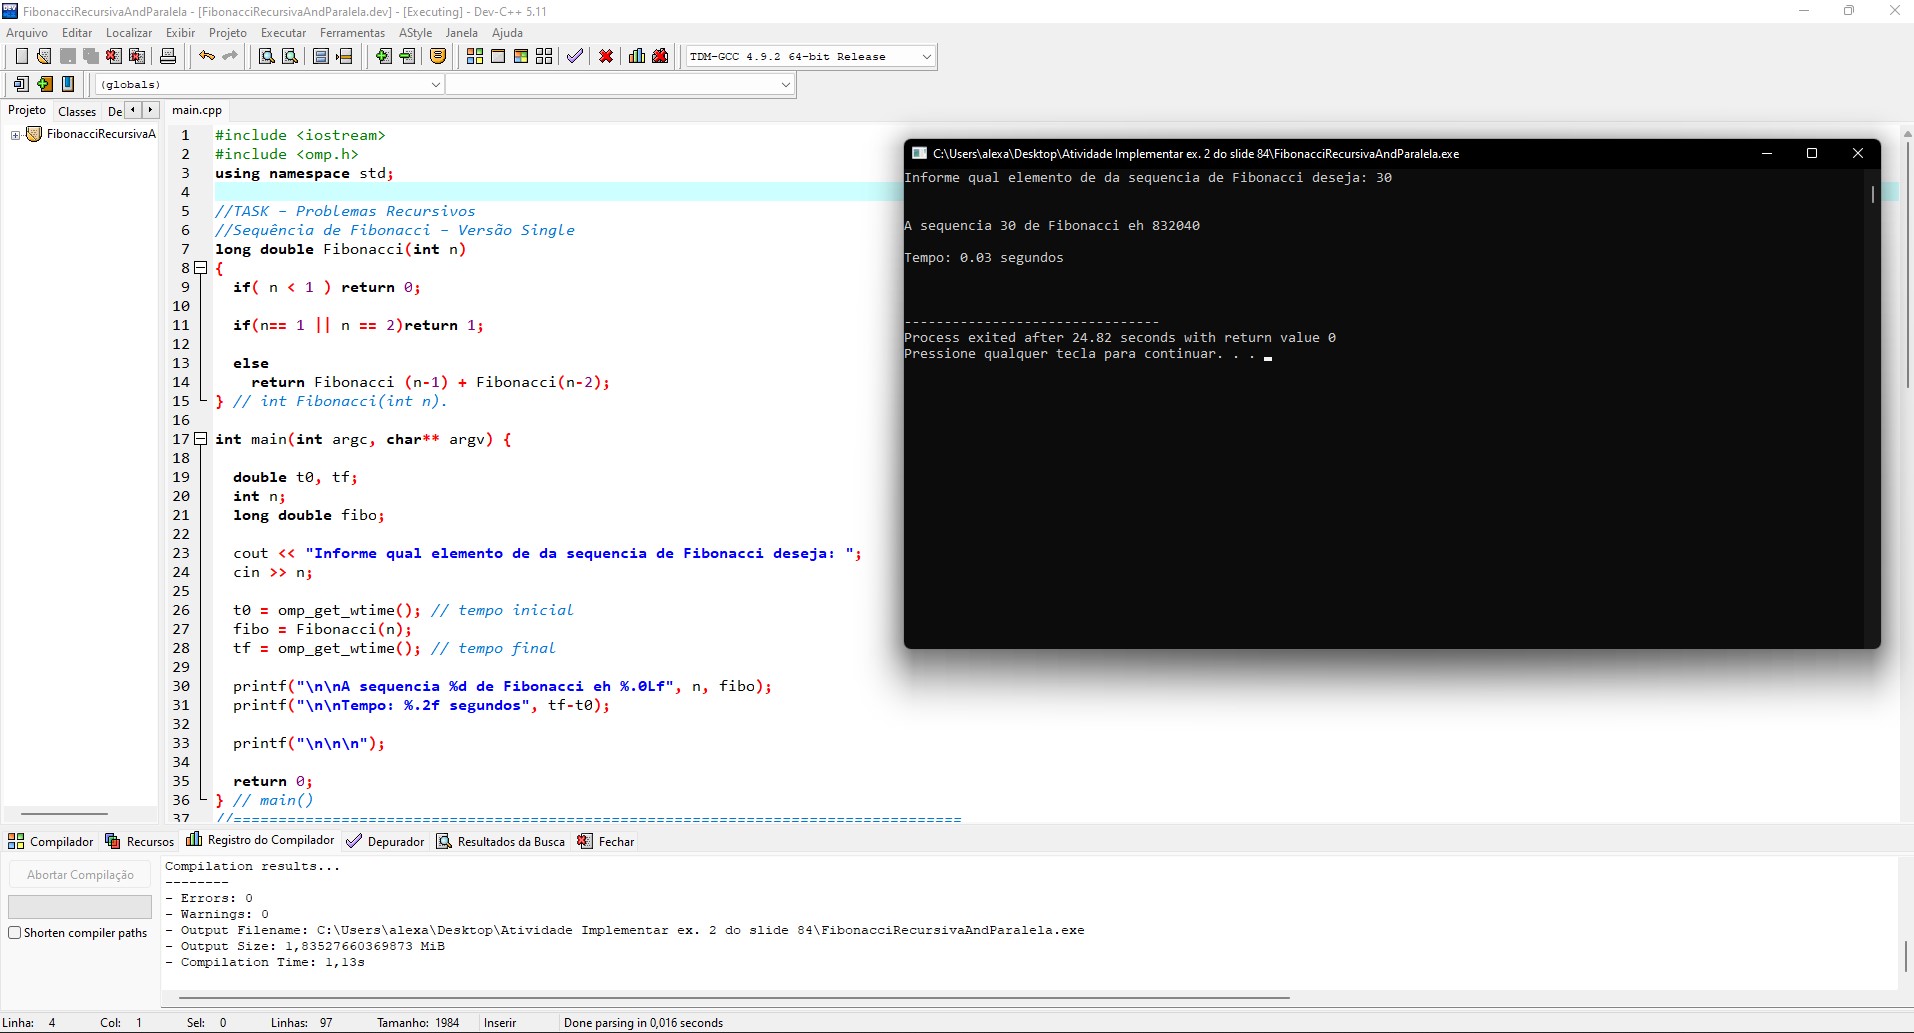 FibonacciRecursivaAndParalela - [FibonacciRecursivaAndParalela.dev] - [Executing] - Dev-C++ 5.11
Arquivo Editar Localizar Exibir Projeto Executar Ferramentas AStyle Janela Ajuda
TDM-GCC 4.9.2 64-bit Release
(globals)
Projeto Classes De
main.cpp
FibonacciRecursivaA
1 #include <iostream>
2 #include <omp.h>
3 using namespace std;
4
5 //TASK - Problemas Recursivos
6 //Sequência de Fibonacci - Versão Single
7 long double Fibonacci(int n)
8 {
9 if( n < 1 ) return 0;
10
11 if(n== 1 || n == 2)return 1;
12
13 else
14 return Fibonacci (n-1) + Fibonacci(n-2);
15 } // int Fibonacci(int n).
16
17 int main(int argc, char** argv) {
18
19 double t0, tf;
20 int n;
21 long double fibo;
22
23 cout << "Informe qual elemento de da sequencia de Fibonacci deseja: ";
24 cin >> n;
25
26 t0 = omp_get_wtime(); // tempo inicial
27 fibo = Fibonacci(n);
28 tf = omp_get_wtime(); // tempo final
29
30 printf("\n\nA sequencia %d de Fibonacci eh %.0Lf", n, fibo);
31 printf("\n\nTempo: %.2f segundos", tf-t0);
32
33 printf("\n\n\n");
34
35 return 0;
36 } // main()
37 //=================================================================================
C:\Users\alexa\Desktop\Atividade Implementar ex. 2 do slide 84\FibonacciRecursivaAndParalela.exe
Informe qual elemento de da sequencia de Fibonacci deseja: 30
A sequencia 30 de Fibonacci eh 832040
Tempo: 0.03 segundos
--------------------------------
Process exited after 24.82 seconds with return value 0
Pressione qualquer tecla para continuar. . .
Compilador Recursos Registro do Compilador Depurador Resultados da Busca Fechar
Abortar Compilação
Shorten compiler paths
Compilation results...
--------
- Errors: 0
- Warnings: 0
- Output Filename: C:\Users\alexa\Desktop\Atividade Implementar ex. 2 do slide 84\FibonacciRecursivaAndParalela.exe
- Output Size: 1,83527660369873 MiB
- Compilation Time: 1,13s
Linha: 4 Col: 1 Sel: 0 Linhas: 97 Tamanho: 1984 Inserir Done parsing in 0,016 seconds